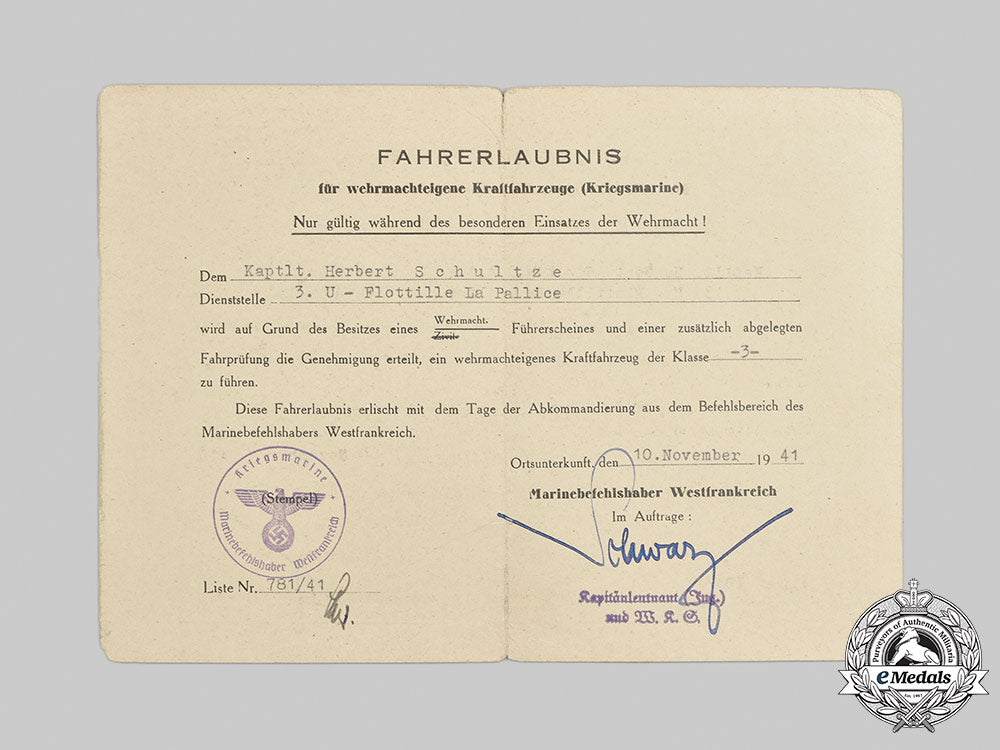 FAHRERLAUBNIS
für wehrmachteigene Kraftfahrzeuge (Kriegsmarine)
Nur gültig während des besonderen Einsatzes der Wehrmacht!
Dem Kaptlt. Herbert Schultze
Dienststelle 3. U - Flottille La Pallice
wird auf Grund des Besitzes eines Wehrmacht. Zivil- Führerscheines und einer zusätzlich abgelegten
Fahrprüfung die Genehmigung erteilt, ein wehrmachteigenes Kraftfahrzeug der Klasse -3-
zu führen.
Diese Fahrerlaubnis erlischt mit dem Tage der Abkommandierung aus dem Befehlsbereich des
Marinebefehlshabers Westfrankreich.
Ortsunterkunft, den 10.November 1941
Marinebefehlshaber Westfrankreich
Im Auftrage:
Schwarz
Kapitänleutnant (Ing.)
und W. K. S.
Kriegsmarine
(Stempel)
Marinebefehlshaber Westfrankreich
Liste Nr. 781/41
Purveyors of Authentic Militaria
eMedals